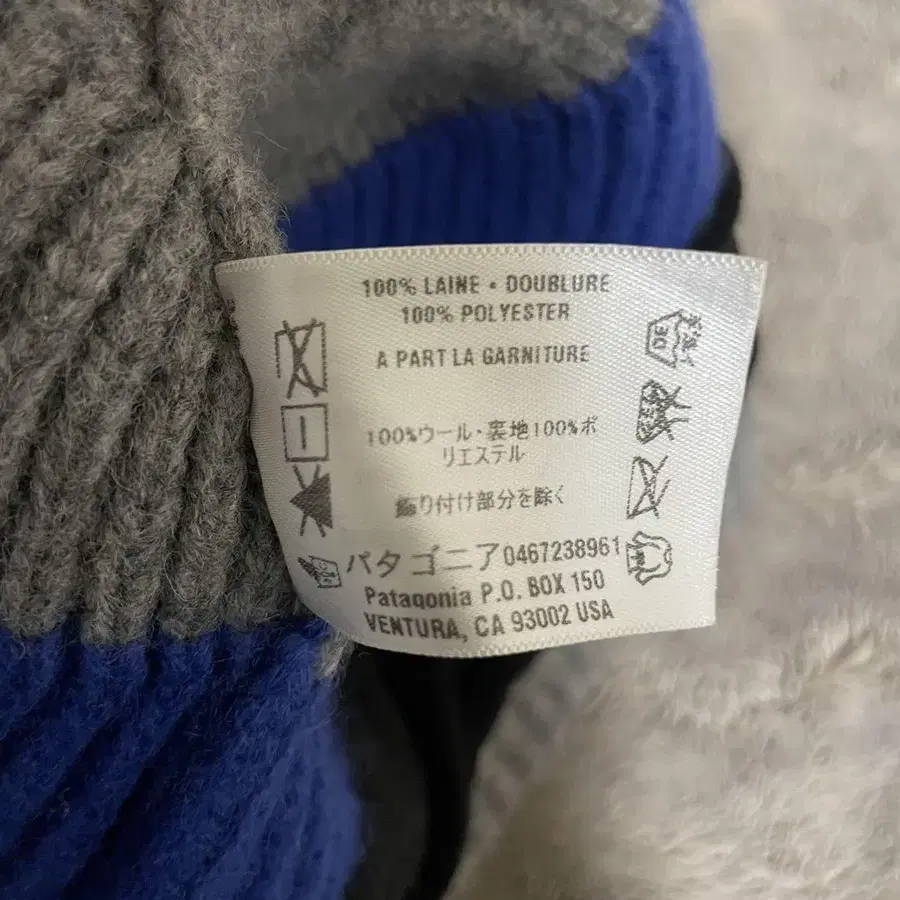 100% LAINE • DOUBLURE
100% POLYESTER
A PART LA GARNITURE
100%ウール・裏地100%ポ
リエステル
飾り付け部分を除く
パタゴニア0467238961
Patagonia P.O. BOX 150
VENTURA, CA 93002 USA